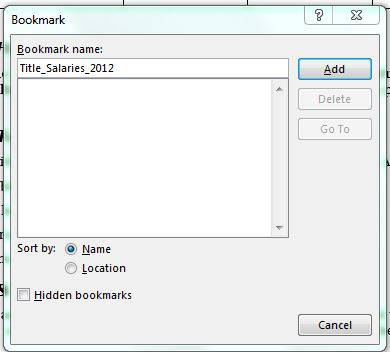 Bookmark
Bookmark name:
Title_Salaries_2012
Add
Delete
Go To
Sort by:
Name
Location
Hidden bookmarks
Cancel